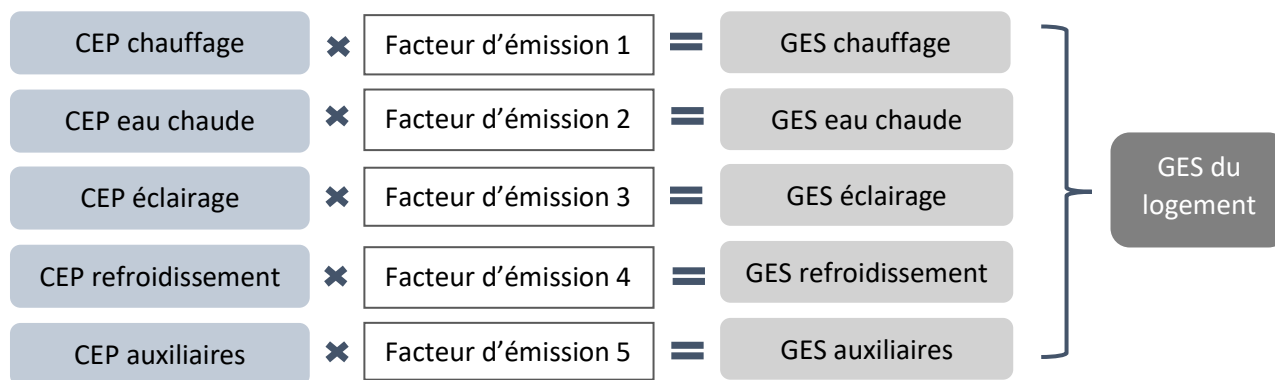 CEP chauffage × Facteur d’émission 1 = GES chauffage
CEP eau chaude × Facteur d’émission 2 = GES eau chaude
CEP éclairage × Facteur d’émission 3 = GES éclairage
CEP refroidissement × Facteur d’émission 4 = GES refroidissement
CEP auxiliaires × Facteur d’émission 5 = GES auxiliaires
GES du
logement